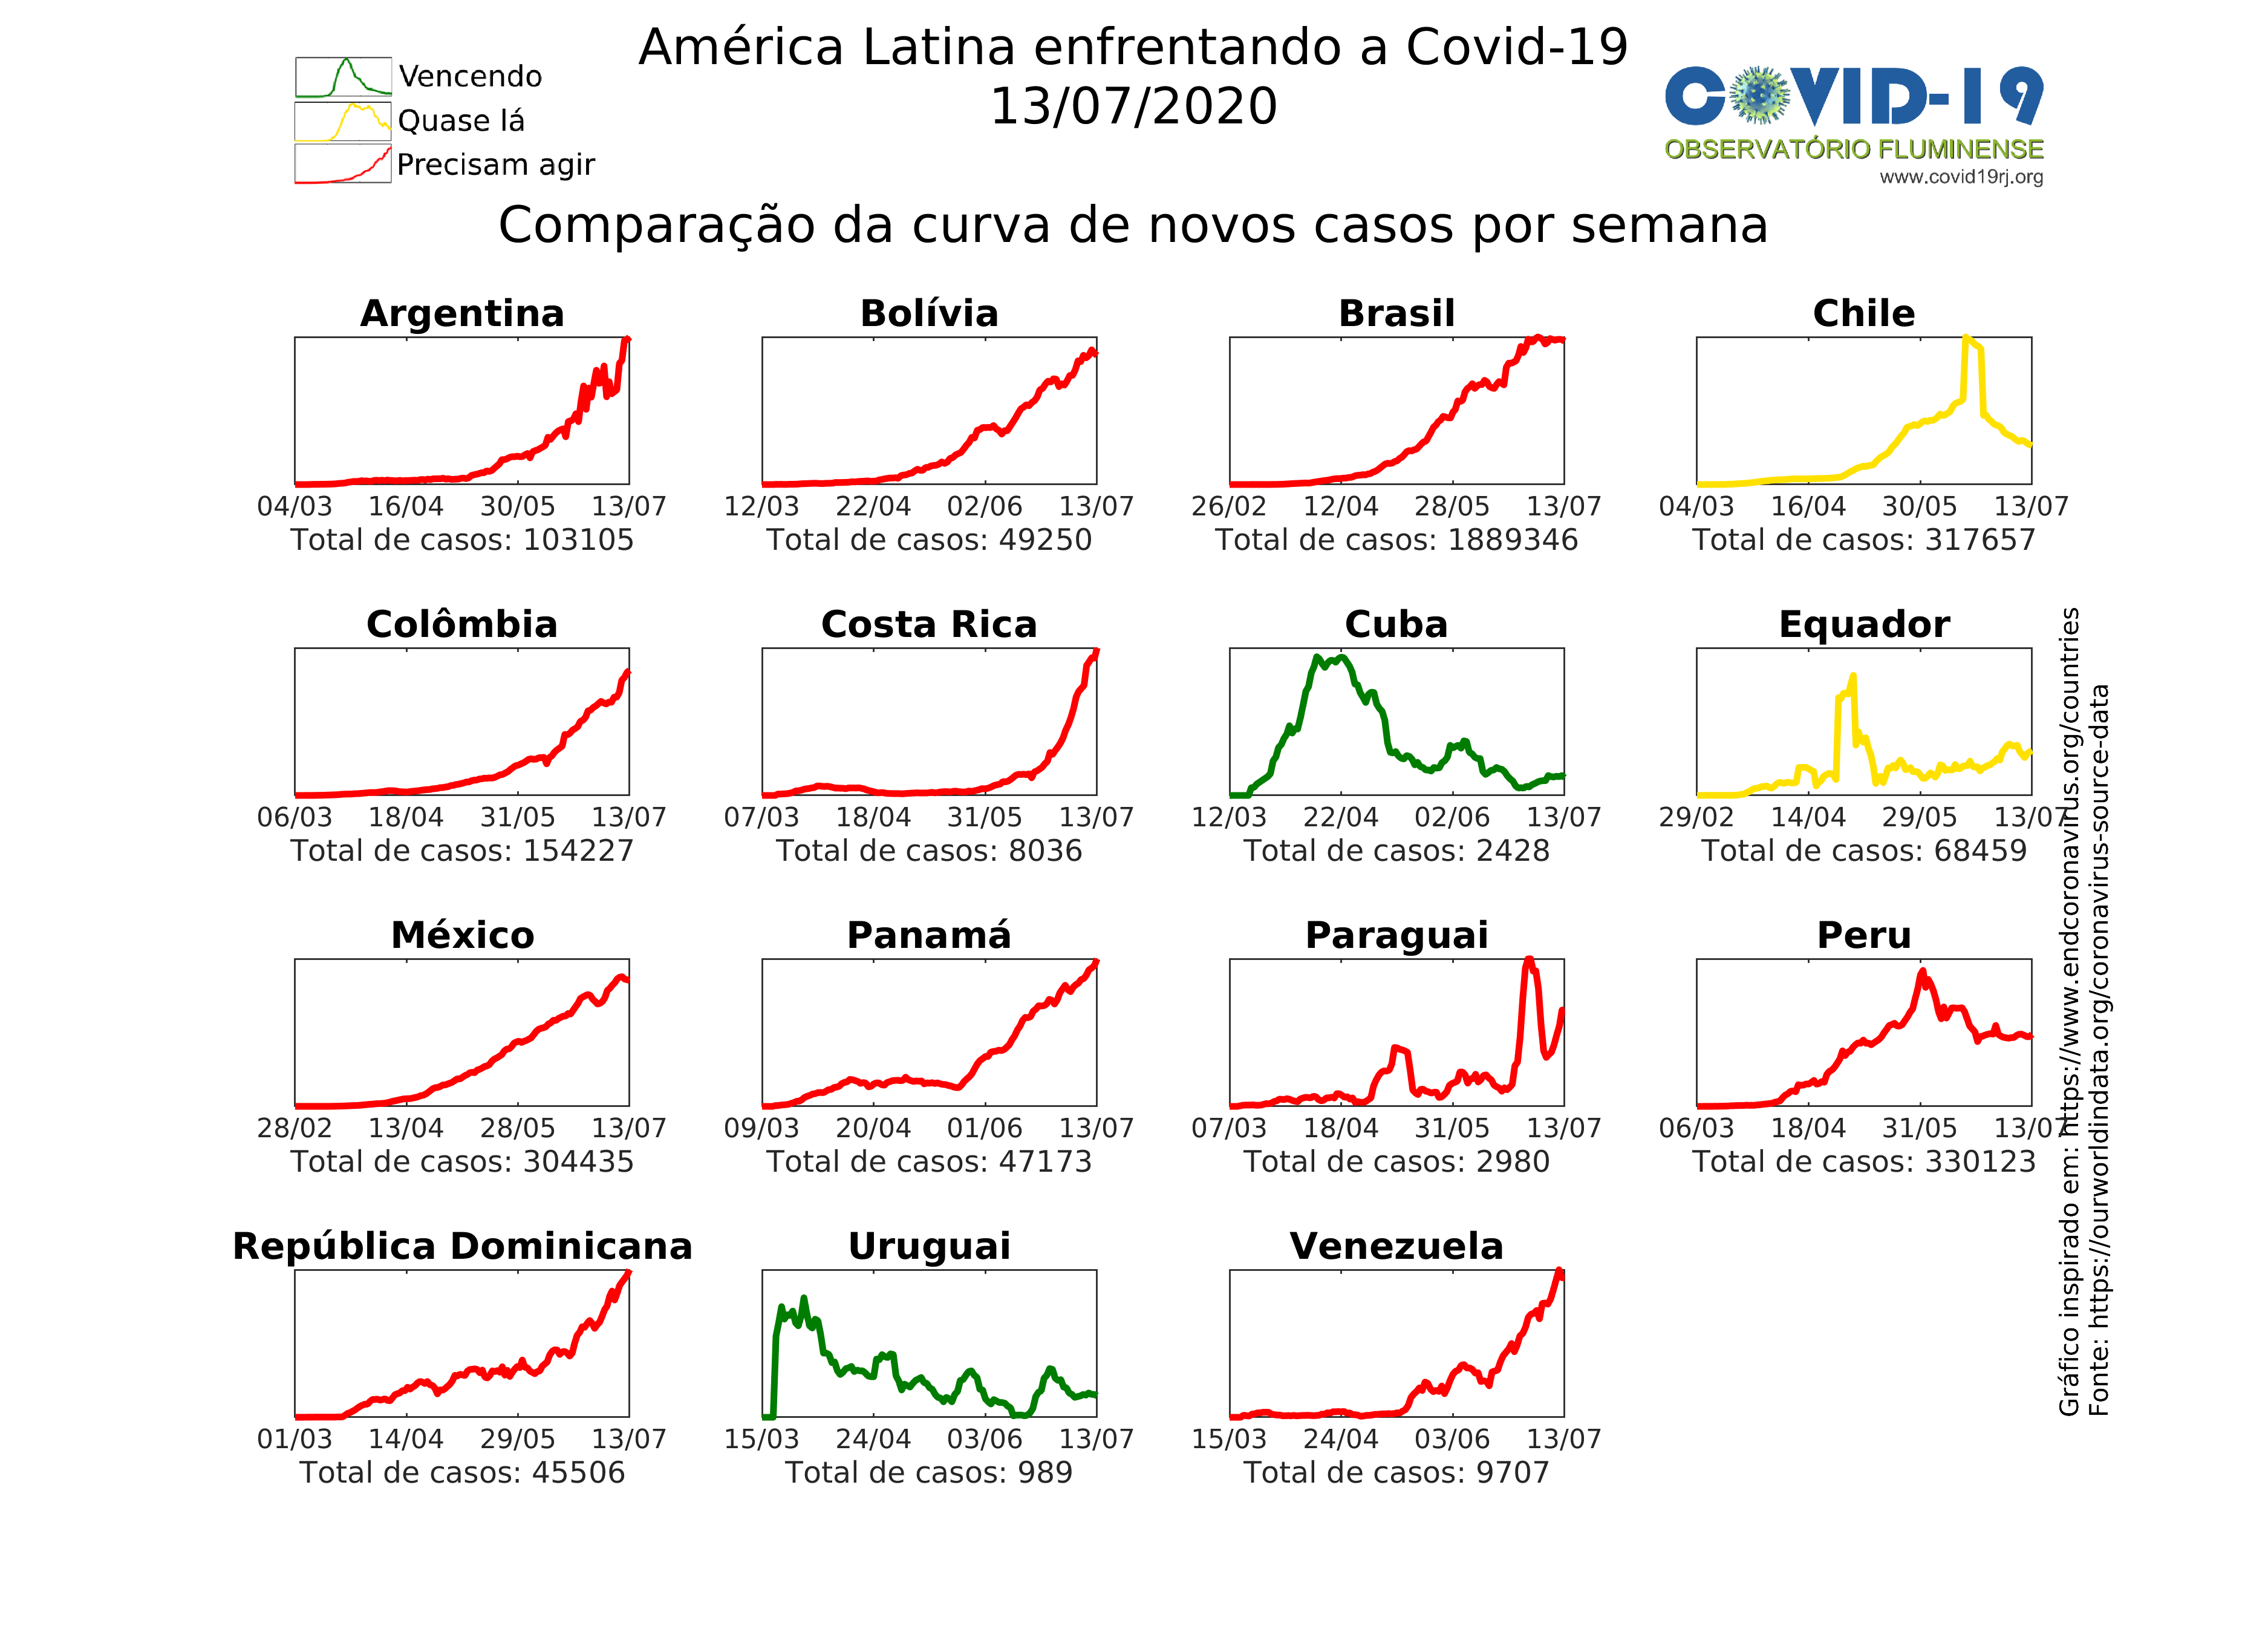 América Latina enfrentando a Covid-19
13/07/2020
Vencendo
Quase lá
Precisam agir
COVID-19
OBSERVATÓRIO FLUMINENSE
www.covid19rj.org
Comparação da curva de novos casos por semana
Argentina
04/03 16/04 30/05 13/07
Total de casos: 103105
Bolívia
12/03 22/04 02/06 13/07
Total de casos: 49250
Brasil
26/02 12/04 28/05 13/07
Total de casos: 1889346
Chile
04/03 16/04 30/05 13/07
Total de casos: 317657
Colômbia
06/03 18/04 31/05 13/07
Total de casos: 154227
Costa Rica
07/03 18/04 31/05 13/07
Total de casos: 8036
Cuba
12/03 22/04 02/06 13/07
Total de casos: 2428
Equador
29/02 14/04 29/05 13/07
Total de casos: 68459
México
28/02 13/04 28/05 13/07
Total de casos: 304435
Panamá
09/03 20/04 01/06 13/07
Total de casos: 47173
Paraguai
07/03 18/04 31/05 13/07
Total de casos: 2980
Peru
06/03 18/04 31/05 13/07
Total de casos: 330123
República Dominicana
01/03 14/04 29/05 13/07
Total de casos: 45506
Uruguai
15/03 24/04 03/06 13/07
Total de casos: 989
Venezuela
15/03 24/04 03/06 13/07
Total de casos: 9707
Gráfico inspirado em: https://www.endcoronavirus.org/countries
Fonte: https://ourworldindata.org/coronavirus-source-data